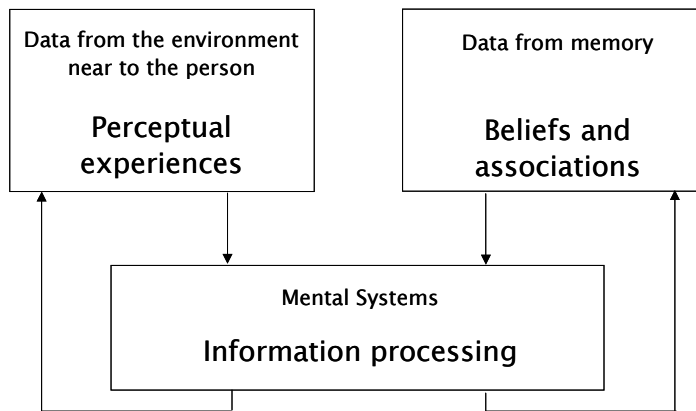 Data from the environment
near to the person
Perceptual
experiences
Data from memory
Beliefs and
associations
Mental Systems
Information processing